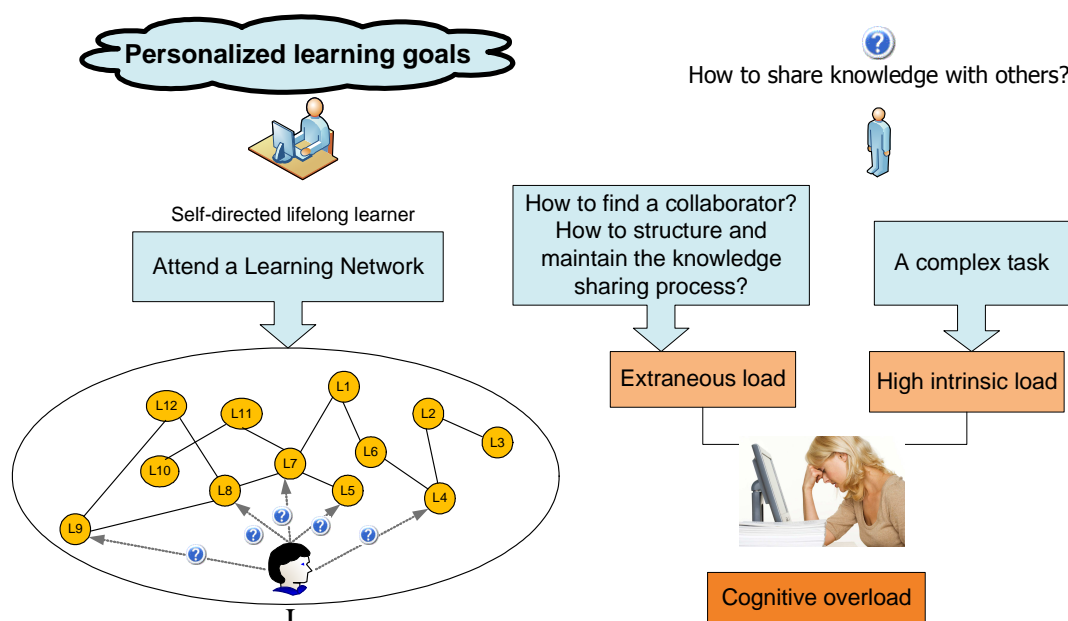 Personalized learning goals
?
How to share knowledge with others?
Self-directed lifelong learner
Attend a Learning Network
How to find a collaborator?
How to structure and
maintain the knowledge
sharing process?
A complex task
Extraneous load
High intrinsic load
L1
L12
L11
L2
L3
L7
L6
L10
L8
L5
L4
L9
?
?
?
?
?
I
Cognitive overload